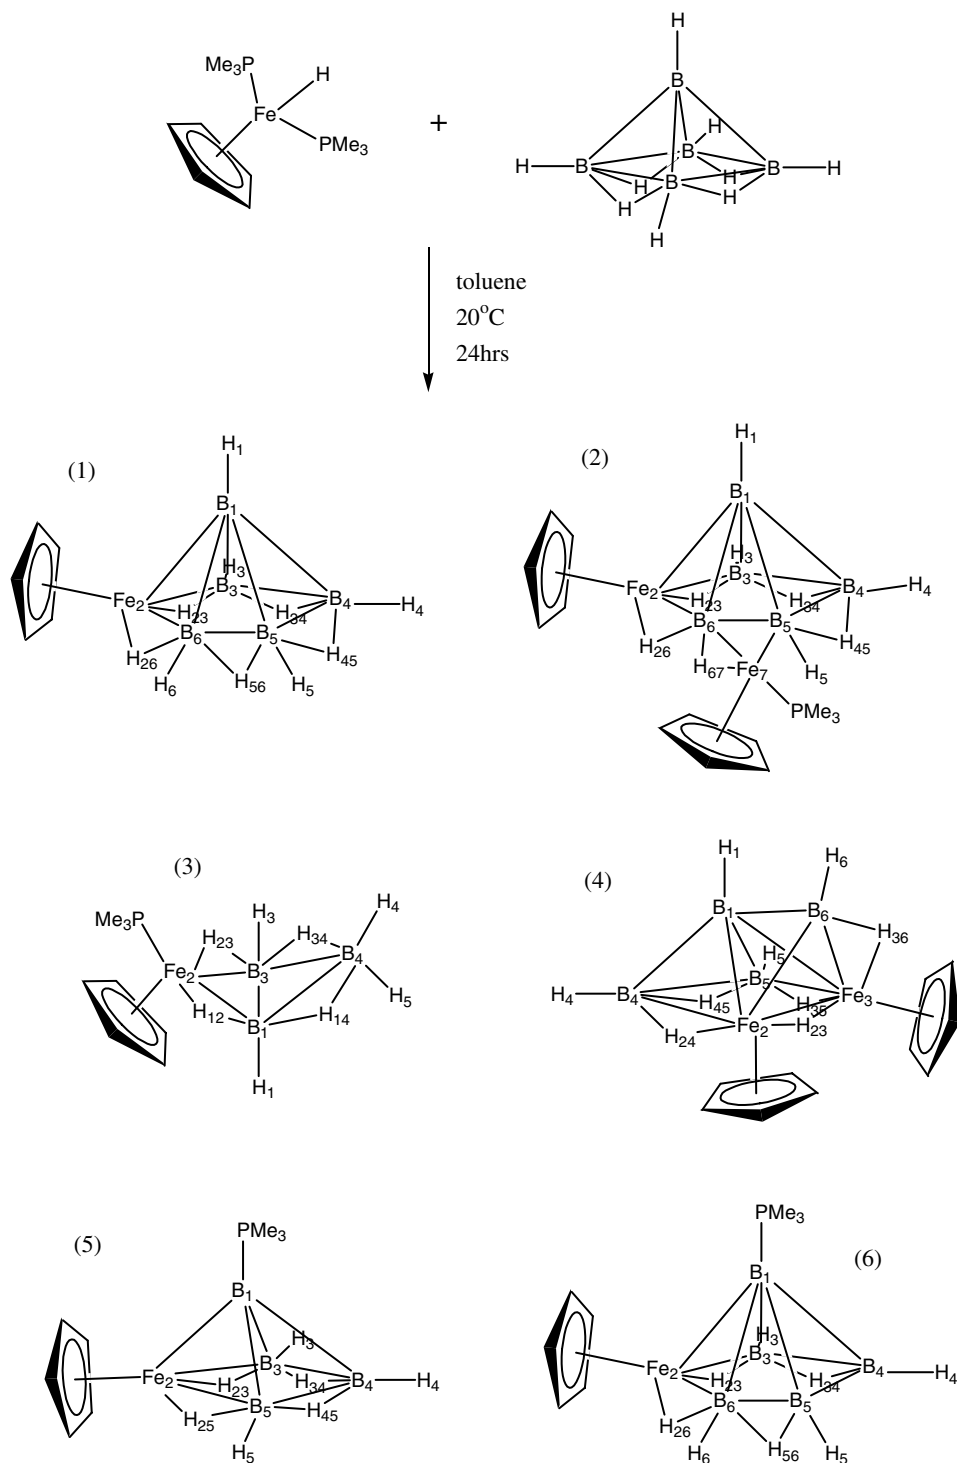 Me3P
H
Fe
PMe3
+
H
B
H
H
B
B
H
B
B
H
H
H
H
H
H
toluene
20oC
24hrs
(1)
H1
B1
Fe2
H3
B3
H23
H34
B4
H4
B6
B5
H26
H45
H6
H56
H5
(2)
H1
B1
H3
B3
Fe2
H23
H34
B4
H4
B6
B5
H26
H45
H67
Fe7
H5
PMe3
(3)
Me3P
H3
H4
H23
H34
B4
Fe2
B3
H5
H12
B1
H14
H1
(4)
H1
H6
B1
B6
H36
H5
B5
H4
B4
H45
H35
Fe3
H24
Fe2
H23
(5)
PMe3
B1
H3
B3
Fe2
H23
H34
B4
H4
H25
B5
H45
H5
(6)
PMe3
B1
H3
B3
Fe2
H23
H34
B4
H4
B6
B5
H26
H6
H56
H5